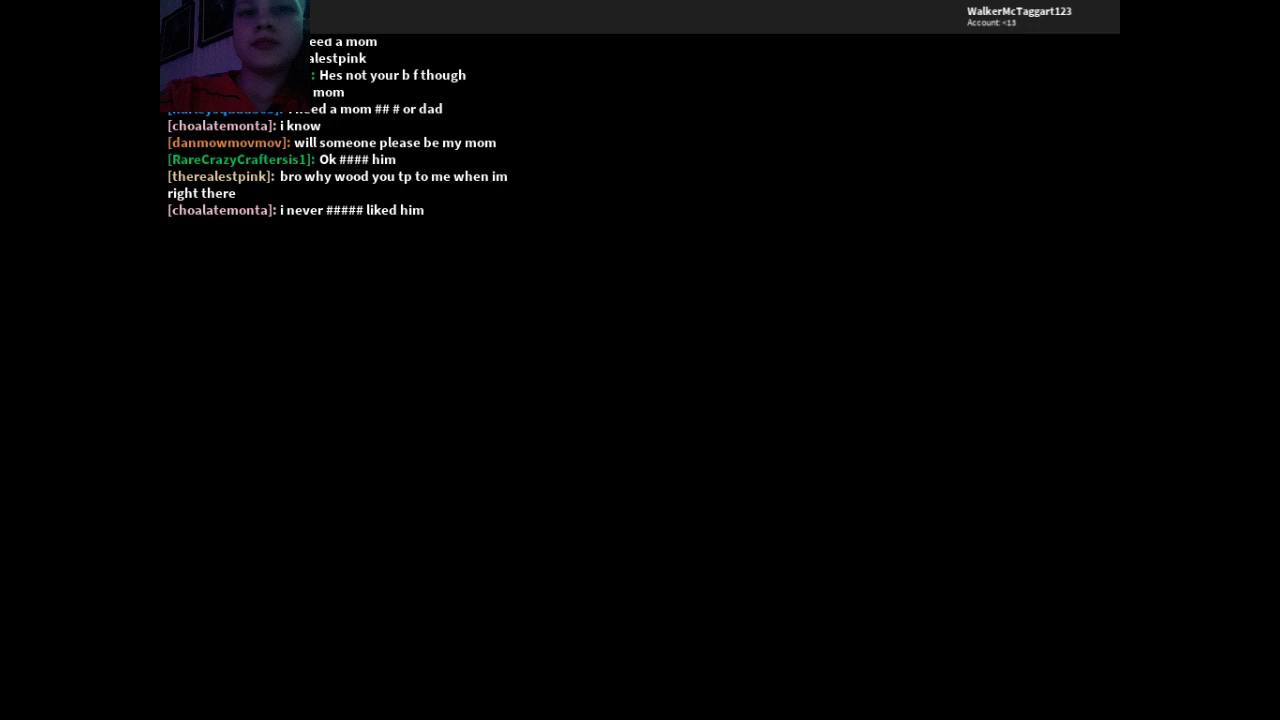 WalkerMcTaggart123
Account: <13
eed a mom
alestpink
: Hes not your b f though
mom
need a mom ## # or dad
[choalatemonta]: i know
[danmowmovmov]: will someone please be my mom
[RareCrazyCraftersis1]: Ok #### him
[therealestpink]: bro why wood you tp to me when im
right there
[choalatemonta]: i never ##### liked him